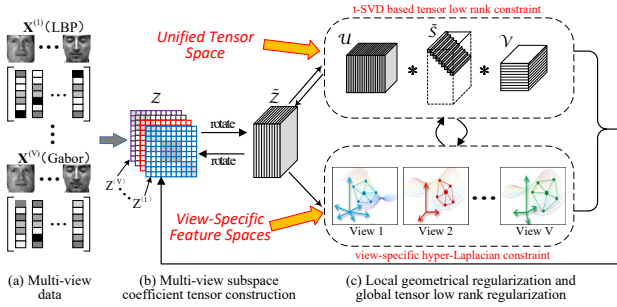 X⁽¹⁾(LBP)
...
X⁽ⱽ⁾(Gabor)
(a) Multi-view
data
Z
Z⁽ⱽ⁾
Z⁽¹⁾
rotate
rotate
Z̃
(b) Multi-view subspace
coefficient tensor construction
Unified Tensor
Space
View-Specific
Feature Spaces
t-SVD based tensor low rank constraint
U * S̃ * V
View 1 View 2 ... View V
view-specific hyper-Laplacian constraint
(c) Local geometrical regularization and
global tensor low rank regularization